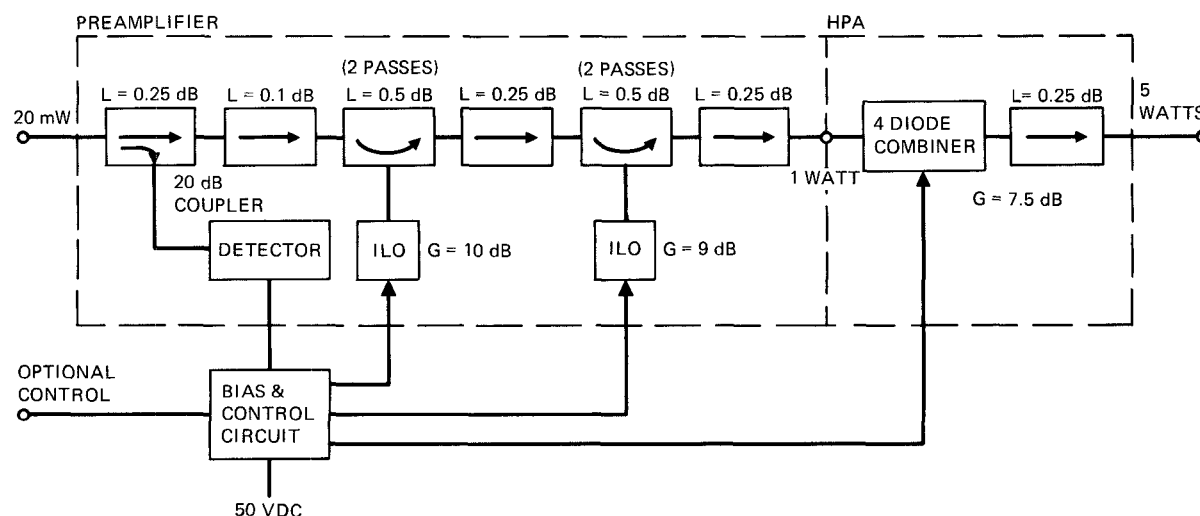 PREAMPLIFIER
HPA
(2 PASSES)
(2 PASSES)
L = 0.25 dB
L = 0.1 dB
L = 0.5 dB
L = 0.25 dB
L = 0.5 dB
L = 0.25 dB
L= 0.25 dB
5
WATTS
20 mW
4 DIODE
COMBINER
1 WATT
20 dB
COUPLER
G = 7.5 dB
DETECTOR
ILO
G = 10 dB
ILO
G = 9 dB
OPTIONAL
CONTROL
BIAS &
CONTROL
CIRCUIT
50 VDC